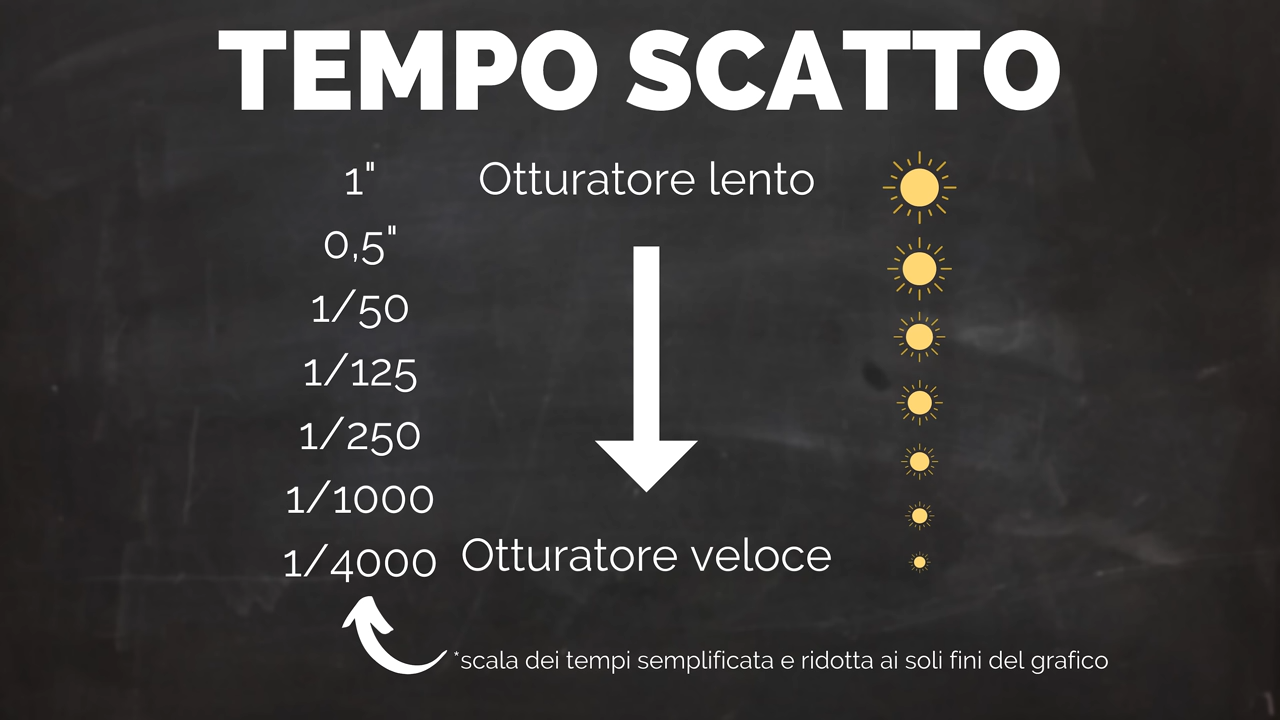 TEMPO SCATTO
1" Otturatore lento
0,5"
1/50
1/125
1/250
1/1000
1/4000 Otturatore veloce
*scala dei tempi semplificata e ridotta ai soli fini del grafico